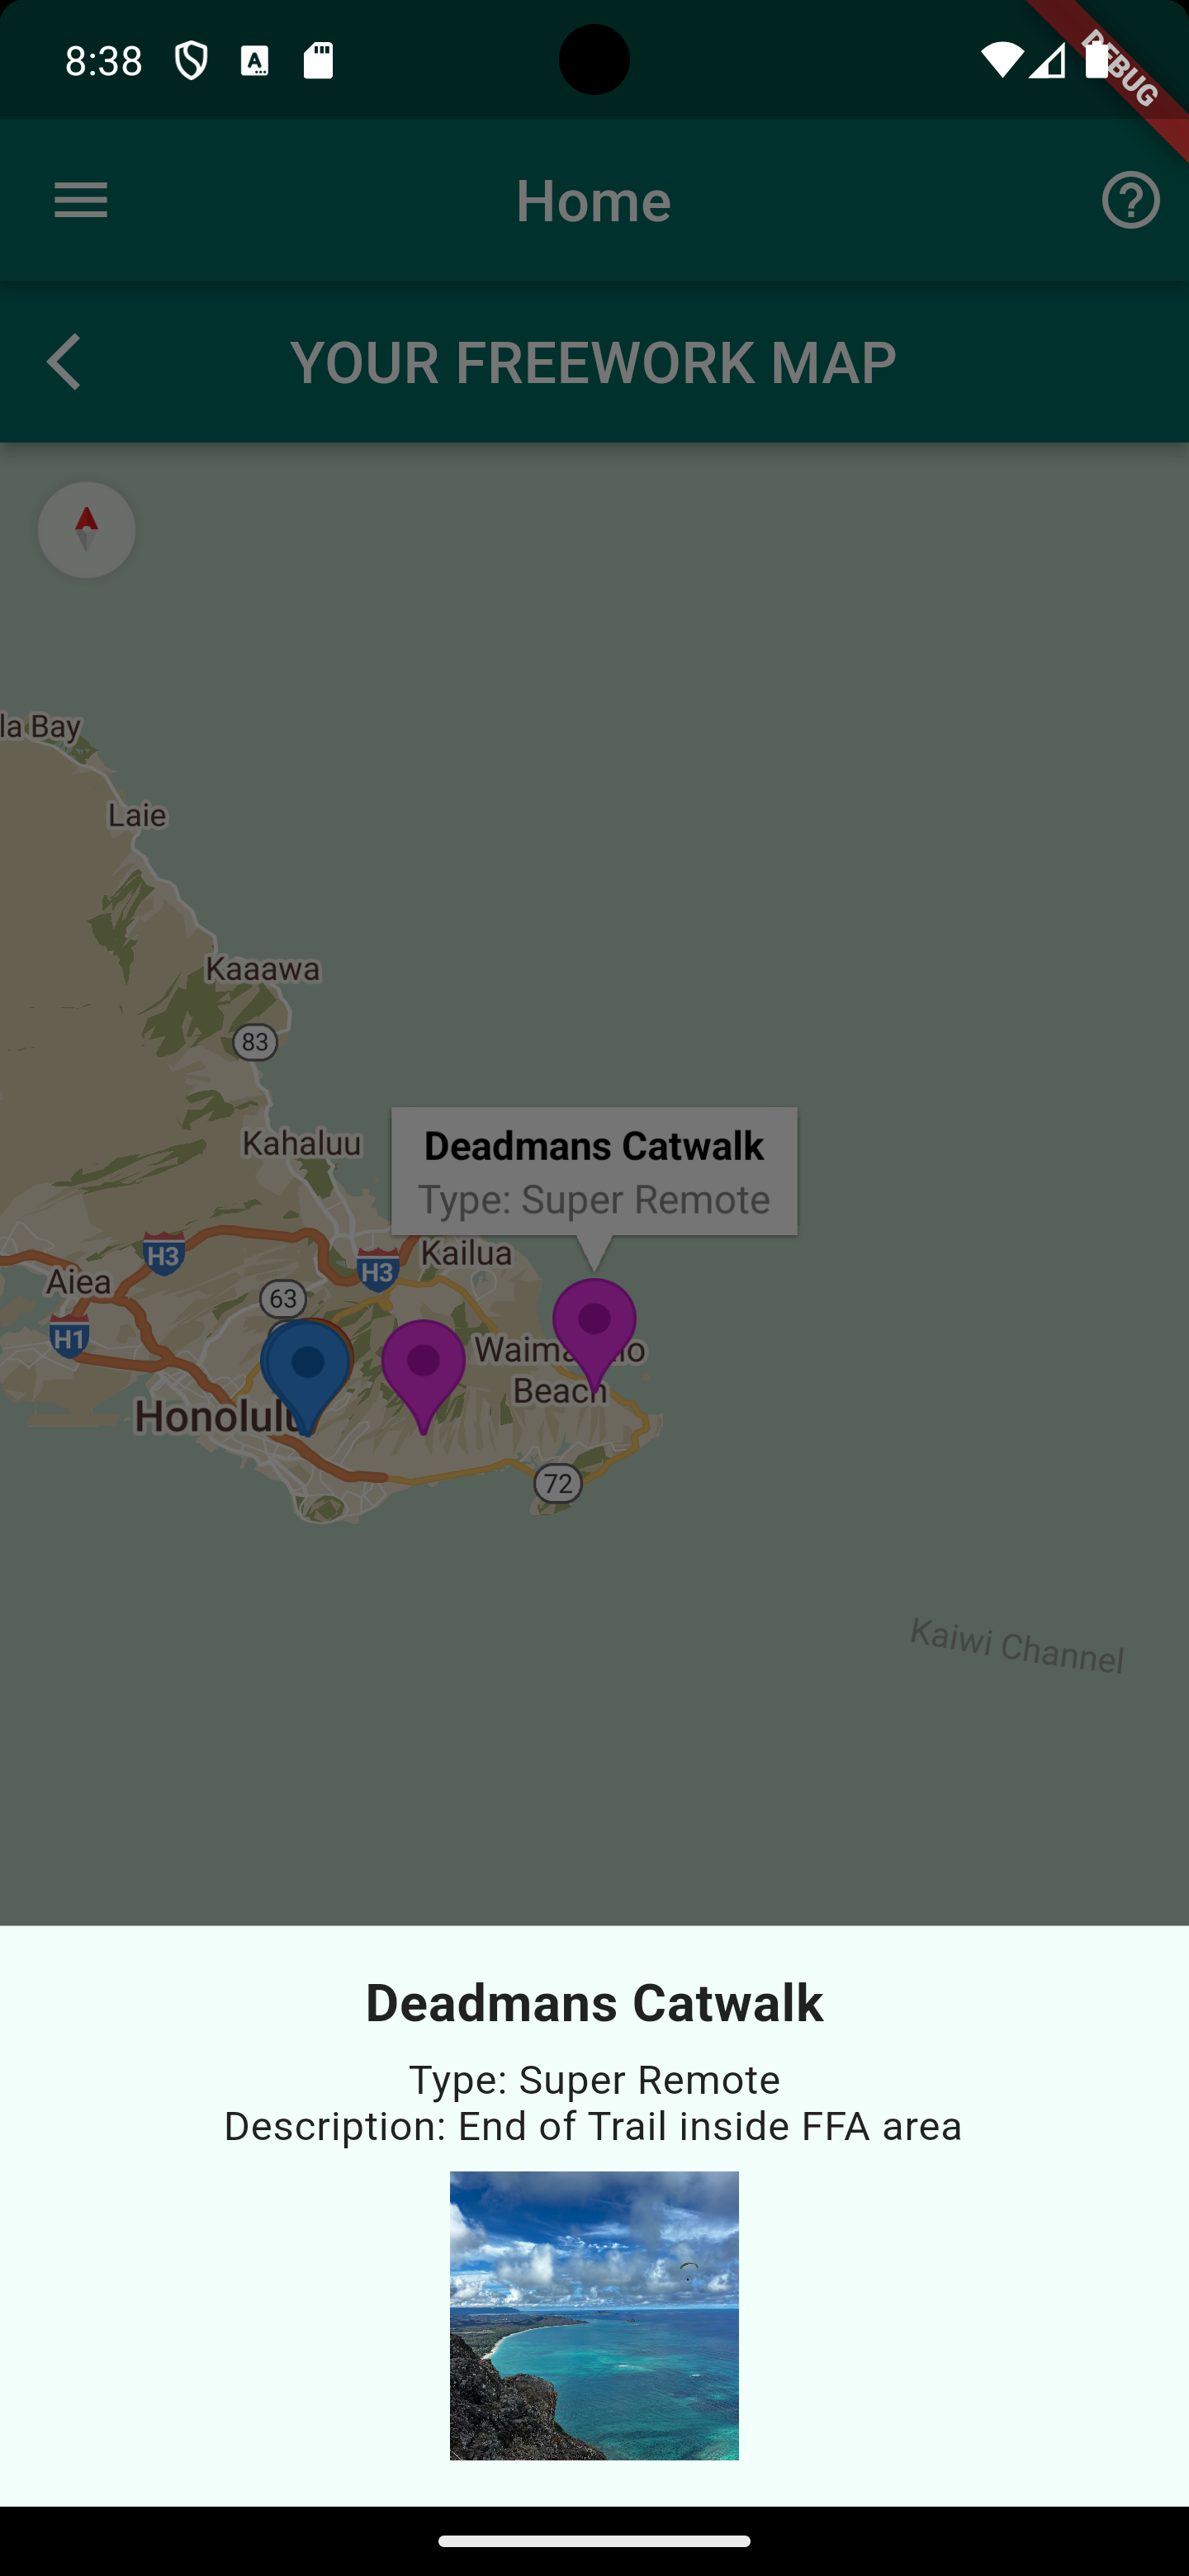 8:38
DEBUG
Home
YOUR FREEWORK MAP
la Bay
Laie
Kaaawa
83
Kahaluu
Deadmans Catwalk
Type: Super Remote
H3
H3
Kailua
Aiea
63
H1
Beach
72
Kaiwi Channel
Deadmans Catwalk
Type: Super Remote
Description: End of Trail inside FFA area